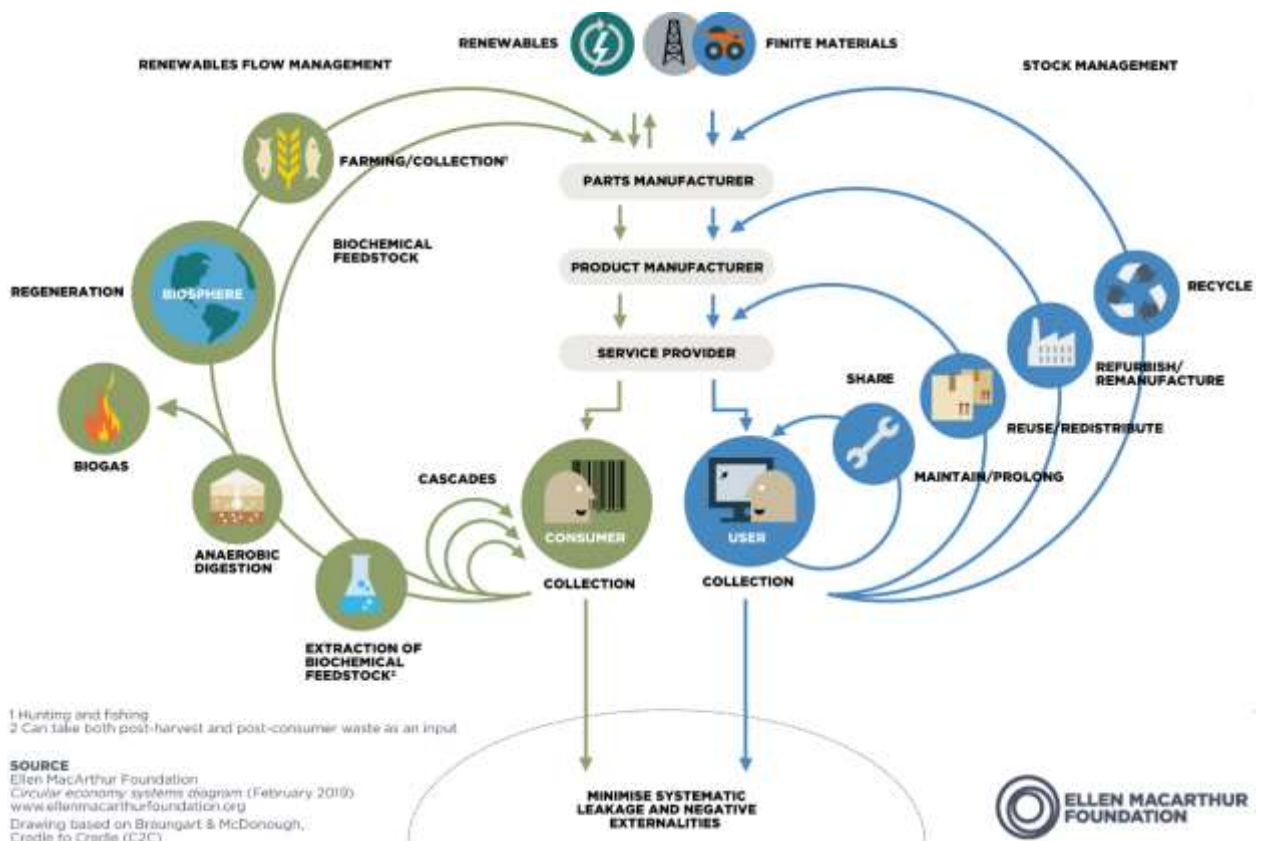 RENEWABLES
FINITE MATERIALS
RENEWABLES FLOW MANAGEMENT
STOCK MANAGEMENT
FARMING/COLLECTION¹
PARTS MANUFACTURER
BIOCHEMICAL
FEEDSTOCK
PRODUCT MANUFACTURER
REGENERATION
BIOSPHERE
RECYCLE
SERVICE PROVIDER
REFURBISH/
REMANUFACTURE
SHARE
REUSE/REDISTRIBUTE
BIOGAS
CASCADES
MAINTAIN/PROLONG
CONSUMER
USER
ANAEROBIC
DIGESTION
COLLECTION
COLLECTION
EXTRACTION OF
BIOCHEMICAL
FEEDSTOCK²
1 Hunting and fishing
2 Can take both post-harvest and post-consumer waste as an input
SOURCE
Ellen MacArthur Foundation
Circular economy systems diagram (February 2019)
www.ellenmacarthurfoundation.org
Drawing based on Braungart & McDonough,
Cradle to Cradle (C2C)
MINIMISE SYSTEMATIC
LEAKAGE AND NEGATIVE
EXTERNALITIES
ELLEN MACARTHUR
FOUNDATION